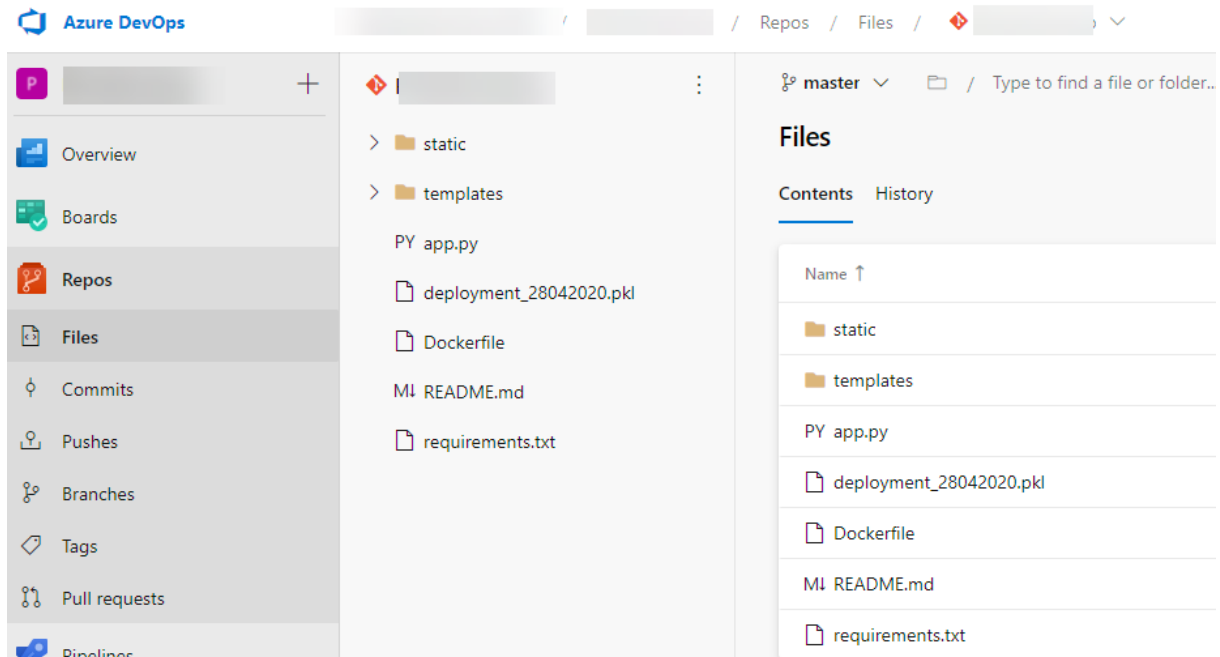 Azure DevOps / / Repos / Files /
P
master / Type to find a file or folder...
Overview
Boards
Repos
Files
Commits
Pushes
Branches
Tags
Pull requests
Pipelines
static
templates
PY app.py
deployment_28042020.pkl
Dockerfile
M↓ README.md
requirements.txt
Files
Contents History
Name ↑
static
templates
PY app.py
deployment_28042020.pkl
Dockerfile
M↓ README.md
requirements.txt